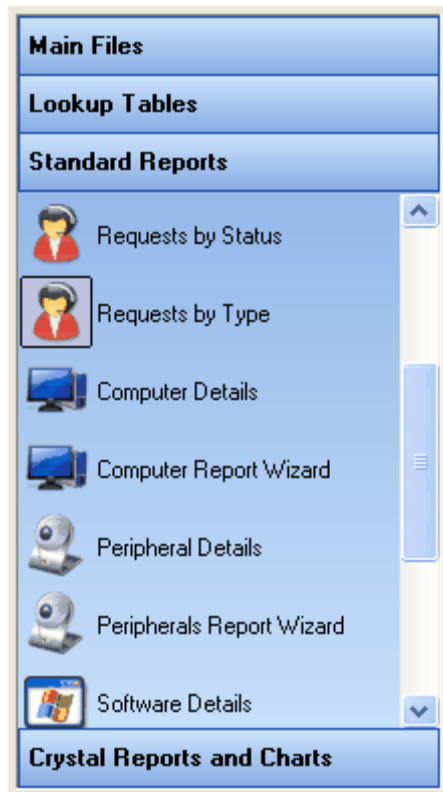 Main Files
Lookup Tables
Standard Reports
Requests by Status
Requests by Type
Computer Details
Computer Report Wizard
Peripheral Details
Peripherals Report Wizard
Software Details
Crystal Reports and Charts